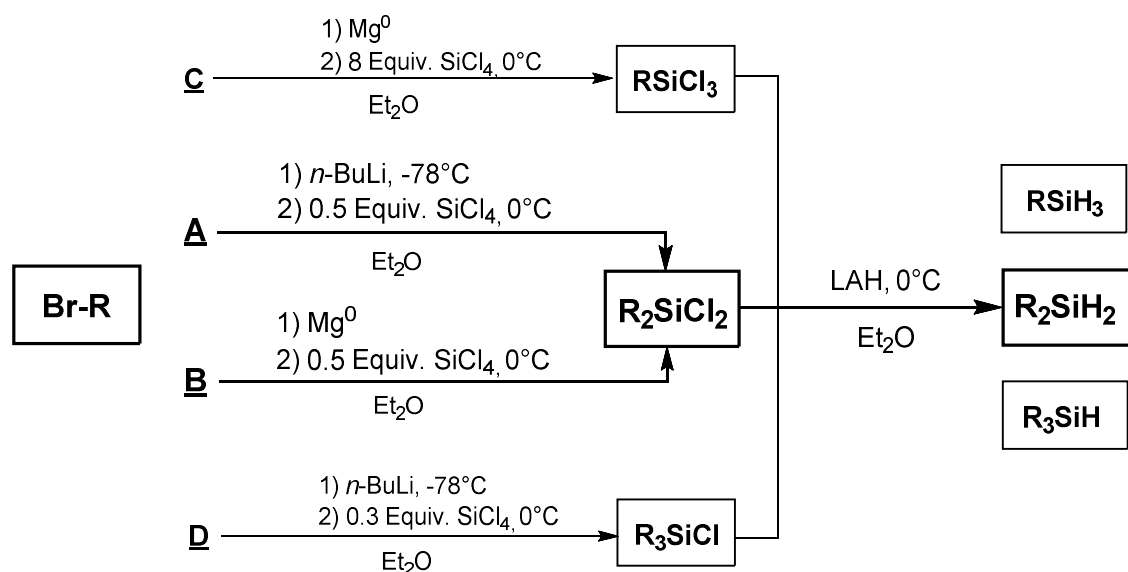 Br-R
C
1) Mg⁰
2) 8 Equiv. SiCl₄, 0°C
Et₂O
RSiCl₃
A
1) n-BuLi, -78°C
2) 0.5 Equiv. SiCl₄, 0°C
Et₂O
R₂SiCl₂
B
1) Mg⁰
2) 0.5 Equiv. SiCl₄, 0°C
Et₂O
D
1) n-BuLi, -78°C
2) 0.3 Equiv. SiCl₄, 0°C
Et₂O
R₃SiCl
LAH, 0°C
Et₂O
RSiH₃
R₂SiH₂
R₃SiH